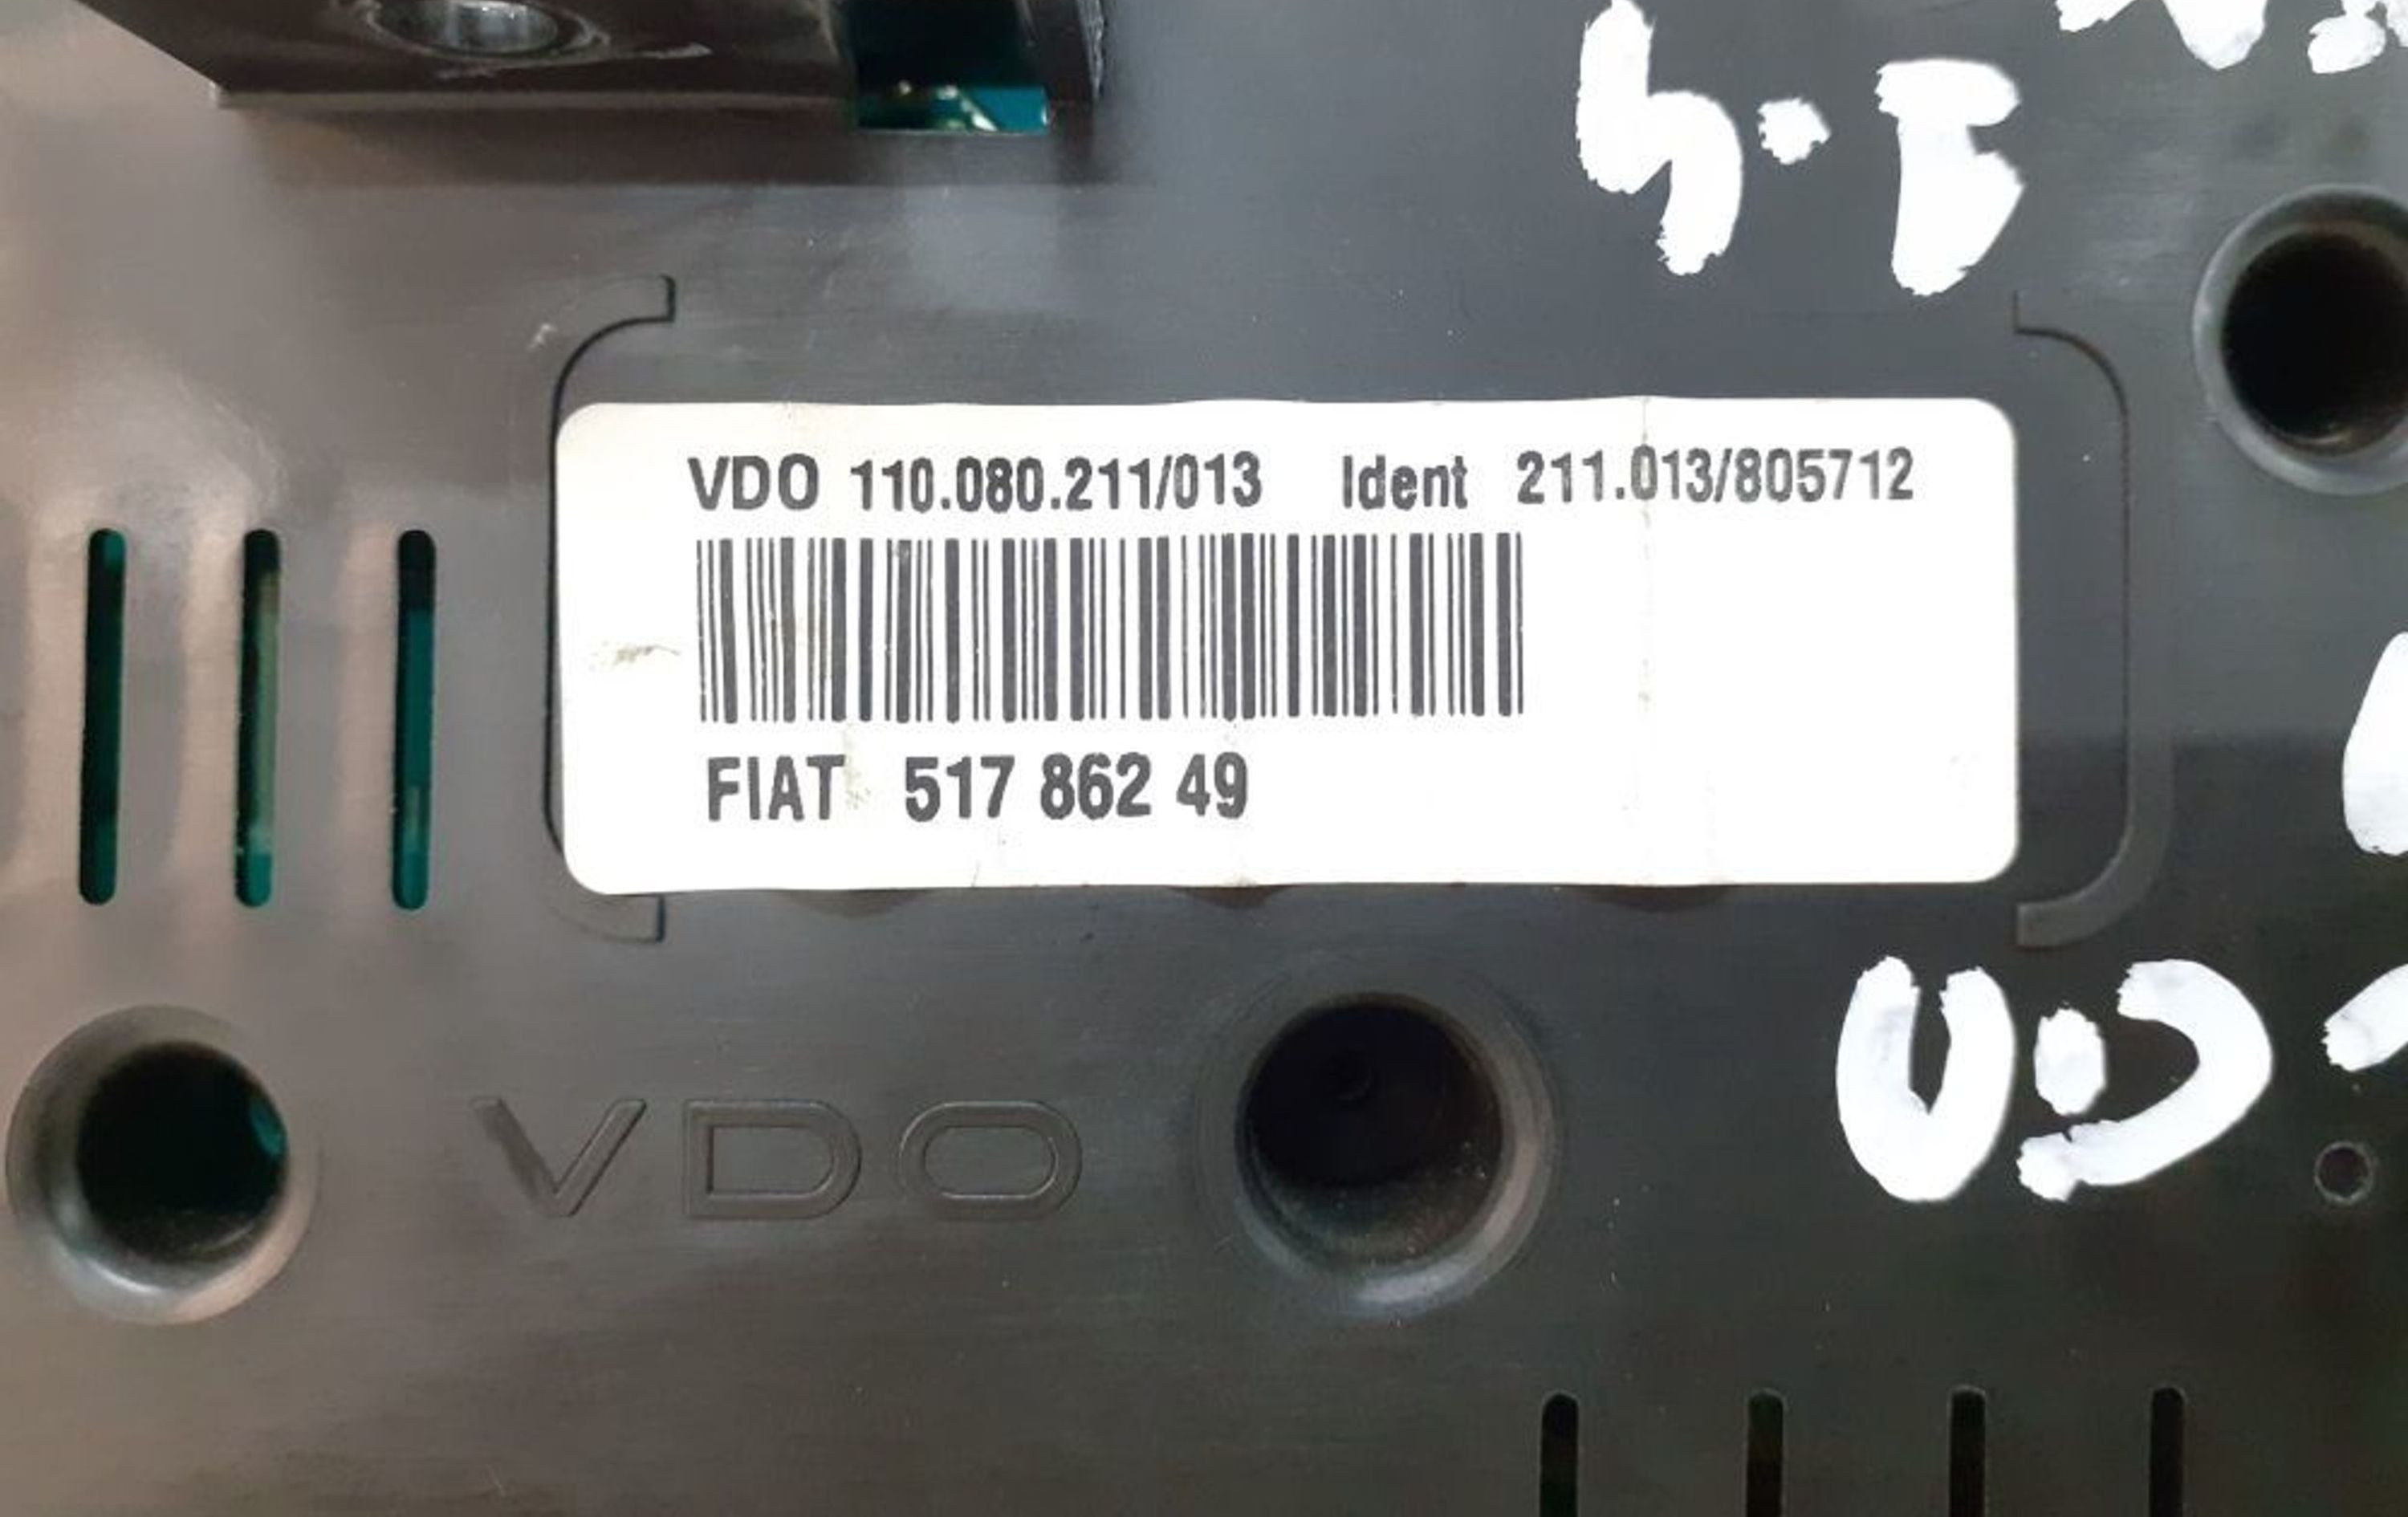 VDO 110.080.211/013 Ident 211.013/805712
FIAT 517 862 49
VDO